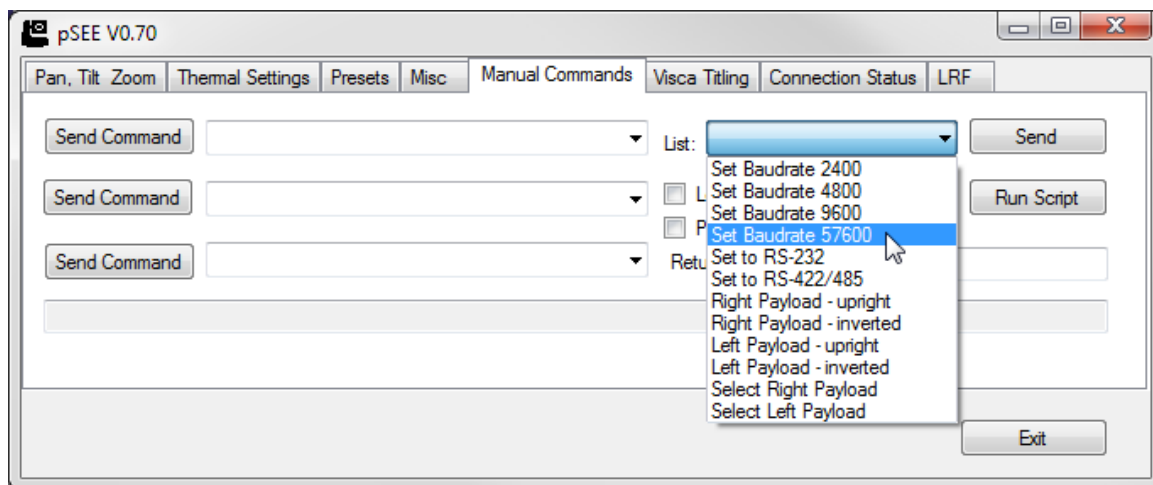 pSEE V0.70
Pan, Tilt Zoom Thermal Settings Presets Misc Manual Commands Visca Titling Connection Status LRF
Send Command List: Send
Set Baudrate 2400
Set Baudrate 4800
Send Command Run Script
Set Baudrate 9600
Set Baudrate 57600
Send Command Set to RS-232
Set to RS-422/485
Right Payload - upright
Right Payload - inverted
Left Payload - upright
Left Payload - inverted
Select Right Payload
Select Left Payload
Exit